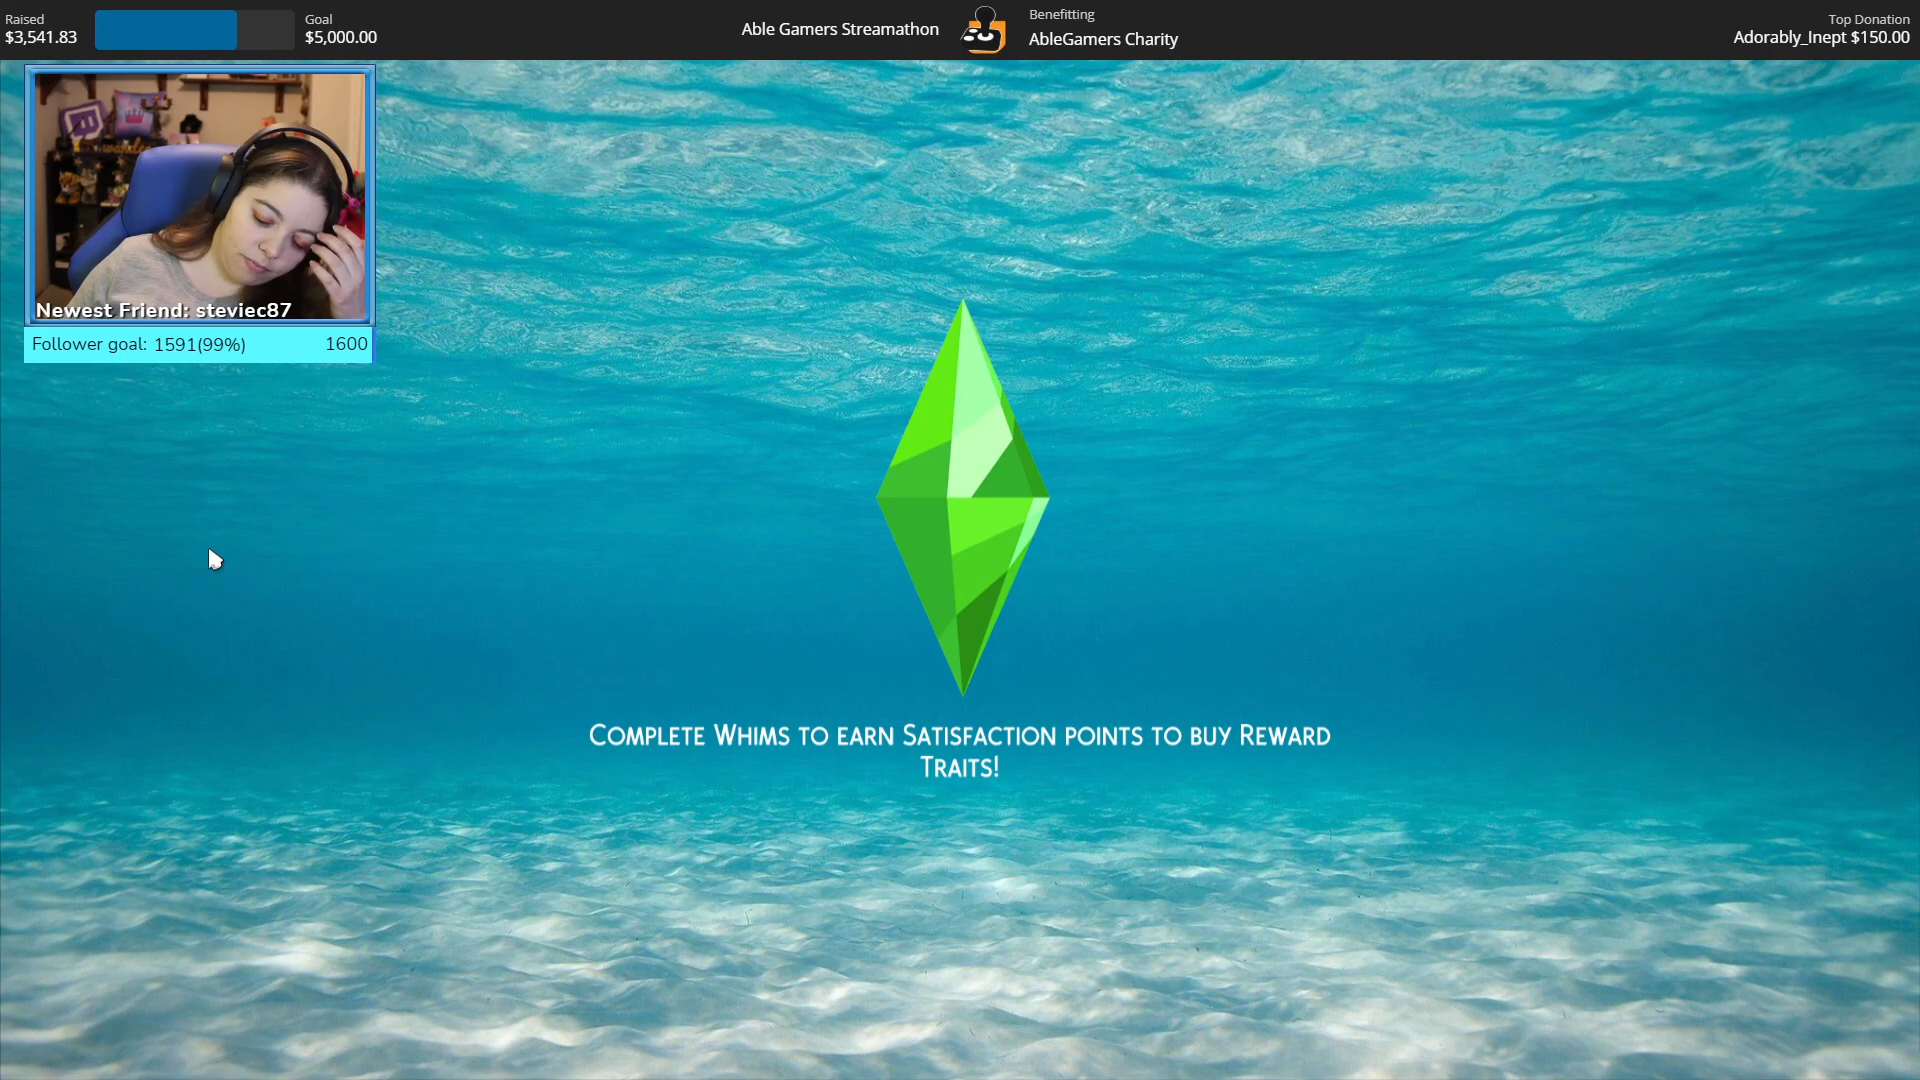 Raised
$3,541.83
Goal
$5,000.00
Able Gamers Streamathon
Benefitting
AbleGamers Charity
Top Donation
Adorably_Inept $150.00
Newest Friend: steviec87
Follower goal: 1591(99%) 1600
Complete Whims to earn Satisfaction points to buy Reward
Traits!